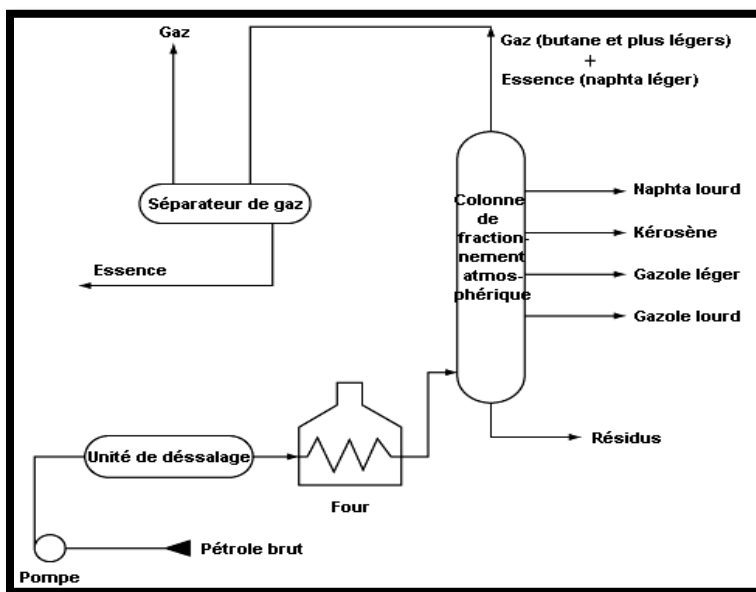 Gaz
Gaz (butane et plus légers)
+
Essence (naphta léger)
Séparateur de gaz
Essence
Colonne
de
fraction-
nement
atmos-
phérique
Naphta lourd
Kérosène
Gazole léger
Gazole lourd
Résidus
Unité de déssalage
Four
Pétrole brut
Pompe